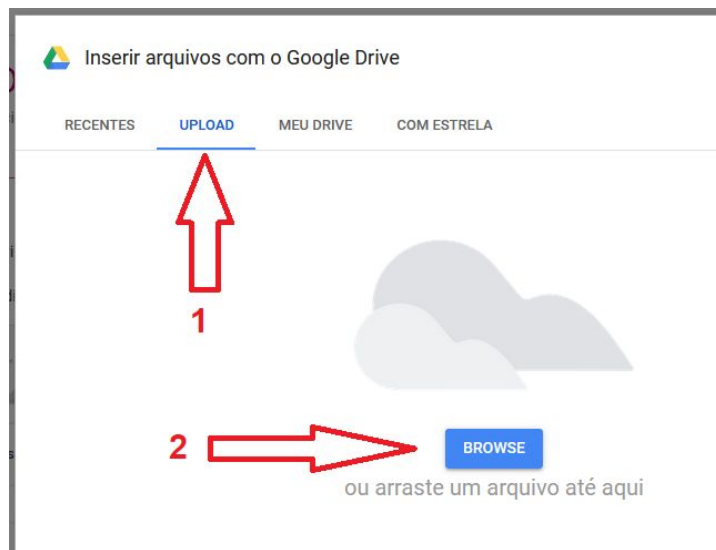 Inserir arquivos com o Google Drive
RECENTES UPLOAD MEU DRIVE COM ESTRELA
1
2 BROWSE
ou arraste um arquivo até aqui